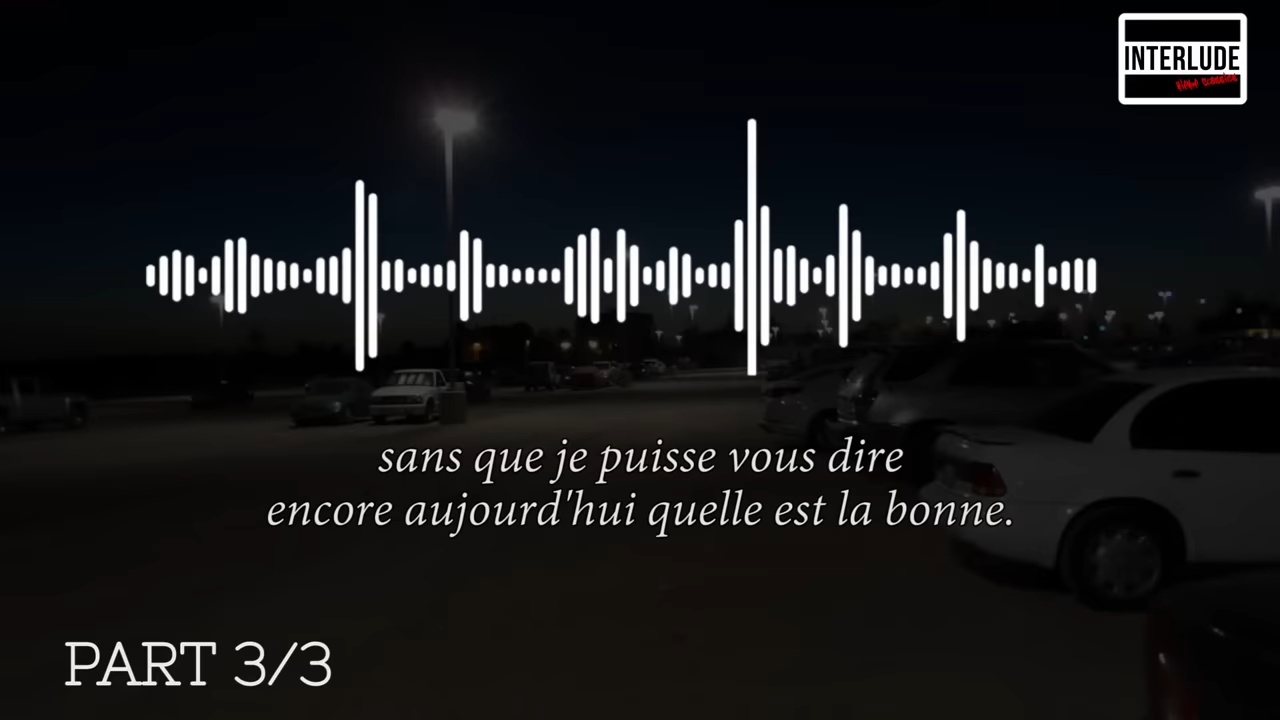 INTERLUDE
sans que je puisse vous dire
encore aujourd'hui quelle est la bonne.
PART 3/3